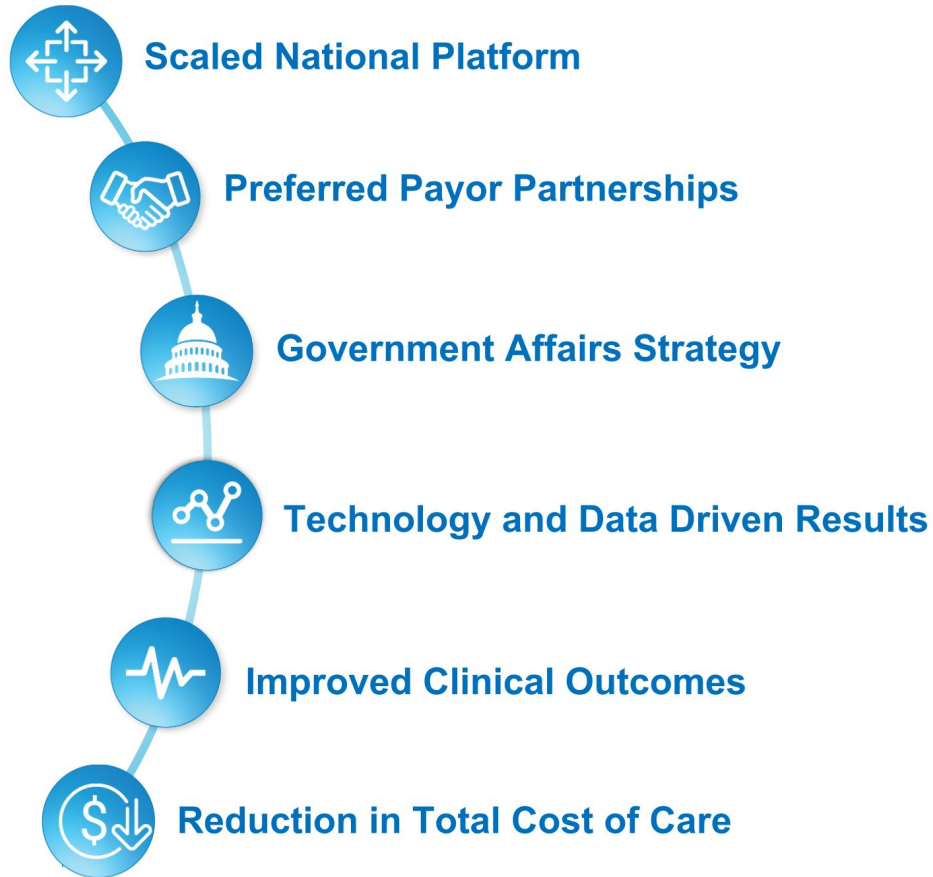 Scaled National Platform
Preferred Payor Partnerships
Government Affairs Strategy
Technology and Data Driven Results
Improved Clinical Outcomes
$
Reduction in Total Cost of Care